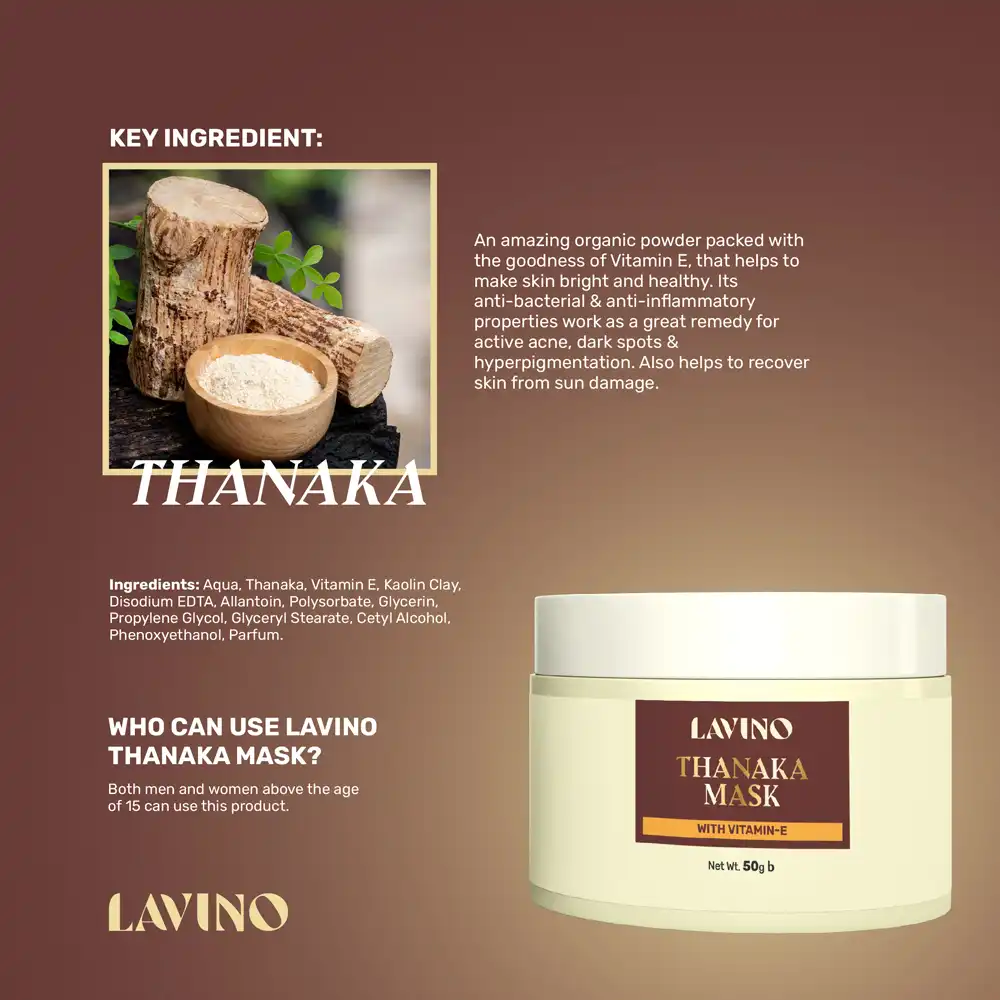 KEY INGREDIENT:
THANAKA
An amazing organic powder packed with
the goodness of Vitamin E, that helps to
make skin bright and healthy. Its
anti-bacterial & anti-inflammatory
properties work as a great remedy for
active acne, dark spots &
hyperpigmentation. Also helps to recover
skin from sun damage.
Ingredients: Aqua, Thanaka, Vitamin E, Kaolin Clay,
Disodium EDTA, Allantoin, Polysorbate, Glycerin,
Propylene Glycol, Glyceryl Stearate, Cetyl Alcohol,
Phenoxyethanol, Parfum.
WHO CAN USE LAVINO
THANAKA MASK?
Both men and women above the age
of 15 can use this product.
LAVINO
LAVINO
THANAKA
MASK
WITH VITAMIN-E
Net Wt. 50g b